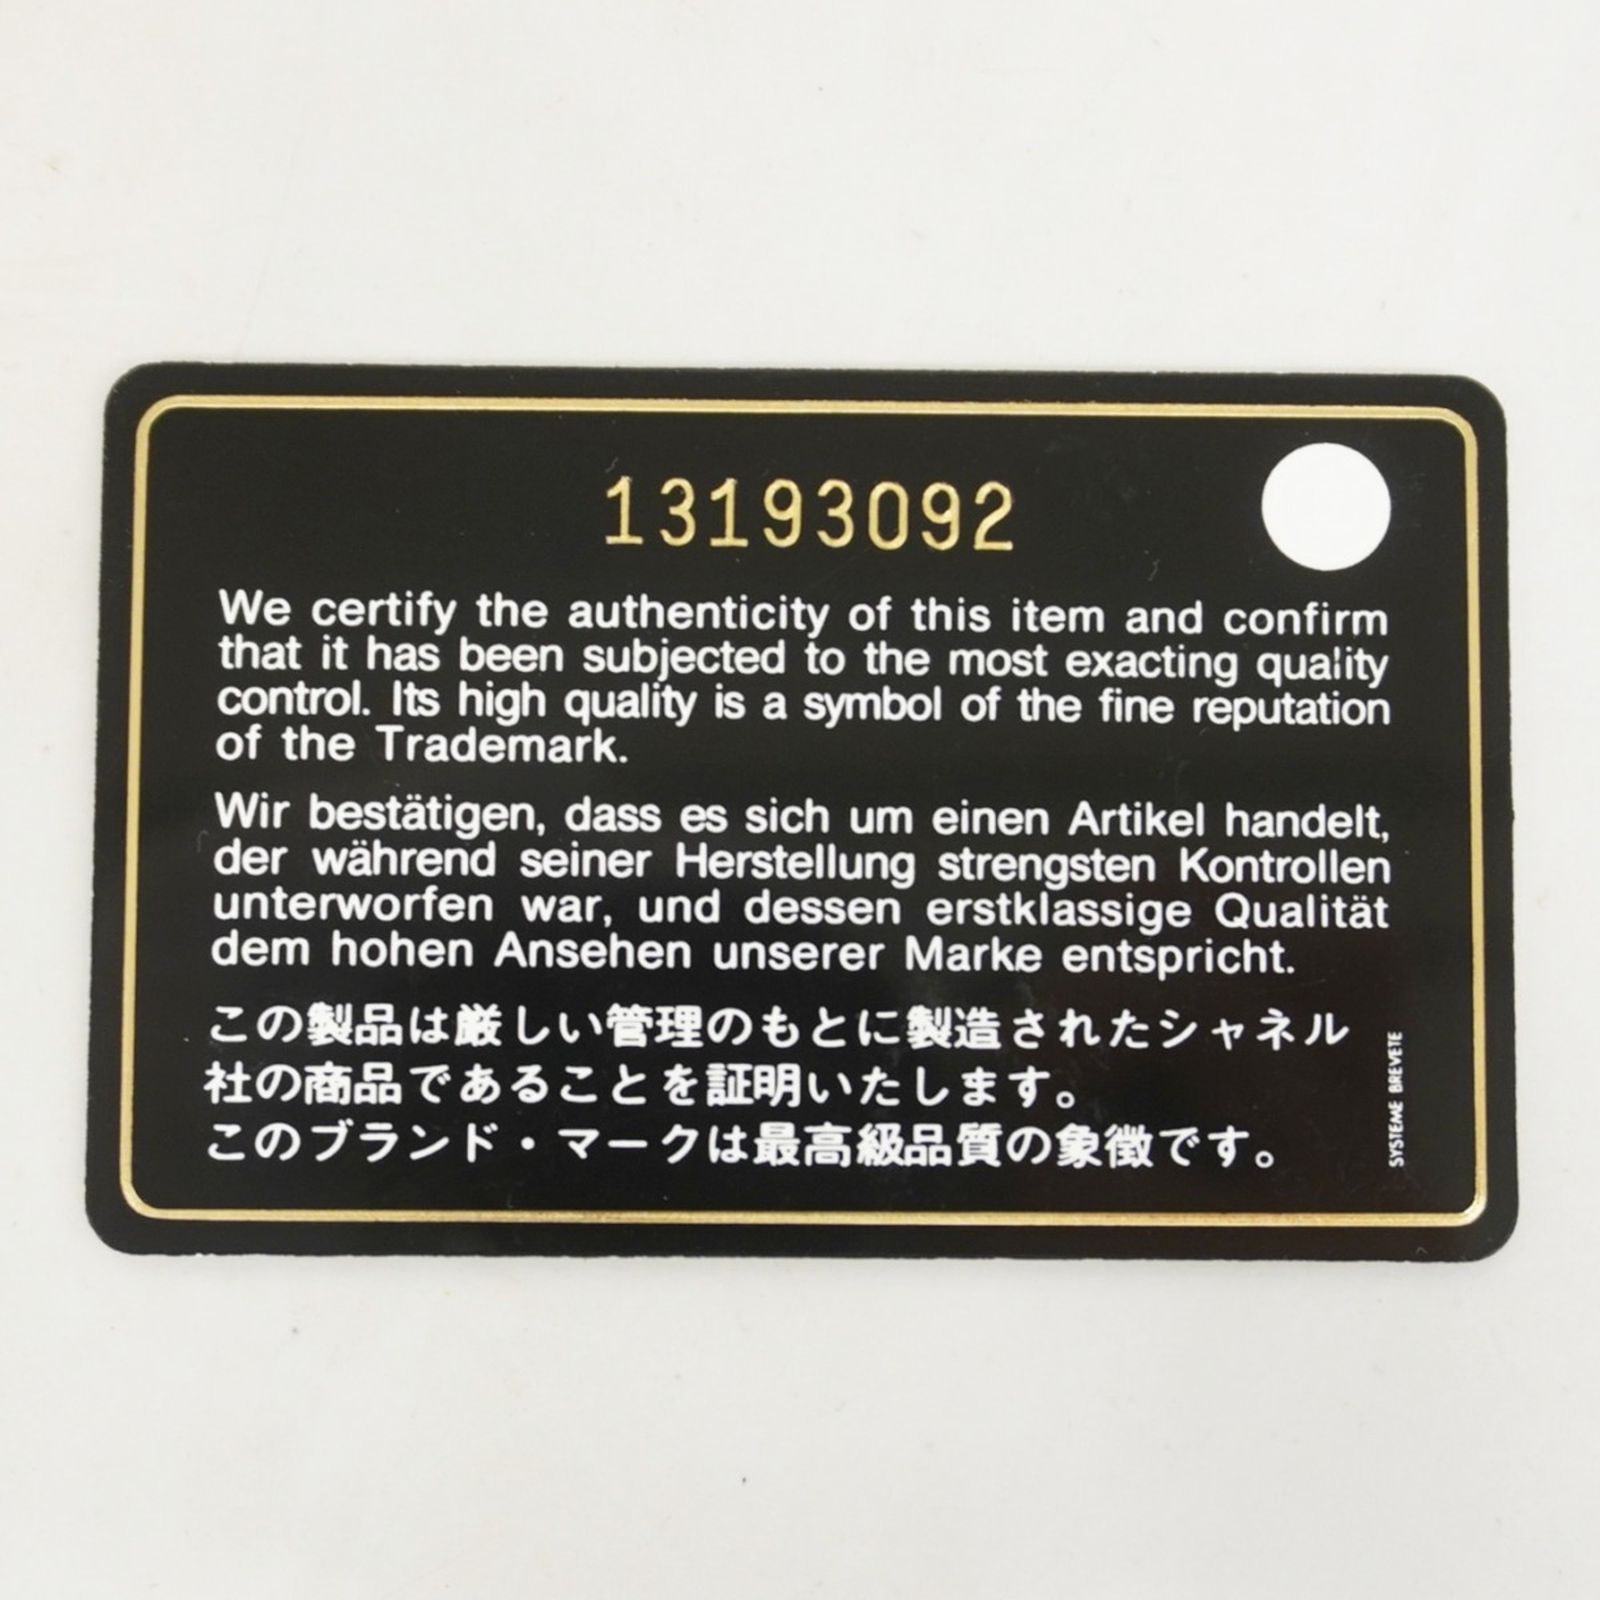 13193092
We certify the authenticity of this item and confirm
that it has been subjected to the most exacting quality
control. Its high quality is a symbol of the fine reputation
of the Trademark.
Wir bestätigen, dass es sich um einen Artikel handelt,
der während seiner Herstellung strengsten Kontrollen
unterworfen war, und dessen erstklassige Qualität
dem hohen Ansehen unserer Marke entspricht.
この製品は厳しい管理のもとに製造されたシャネル
社の商品であることを証明いたします。
このブランド・マークは最高級品質の象徴です。
SYSTEME BREVETE